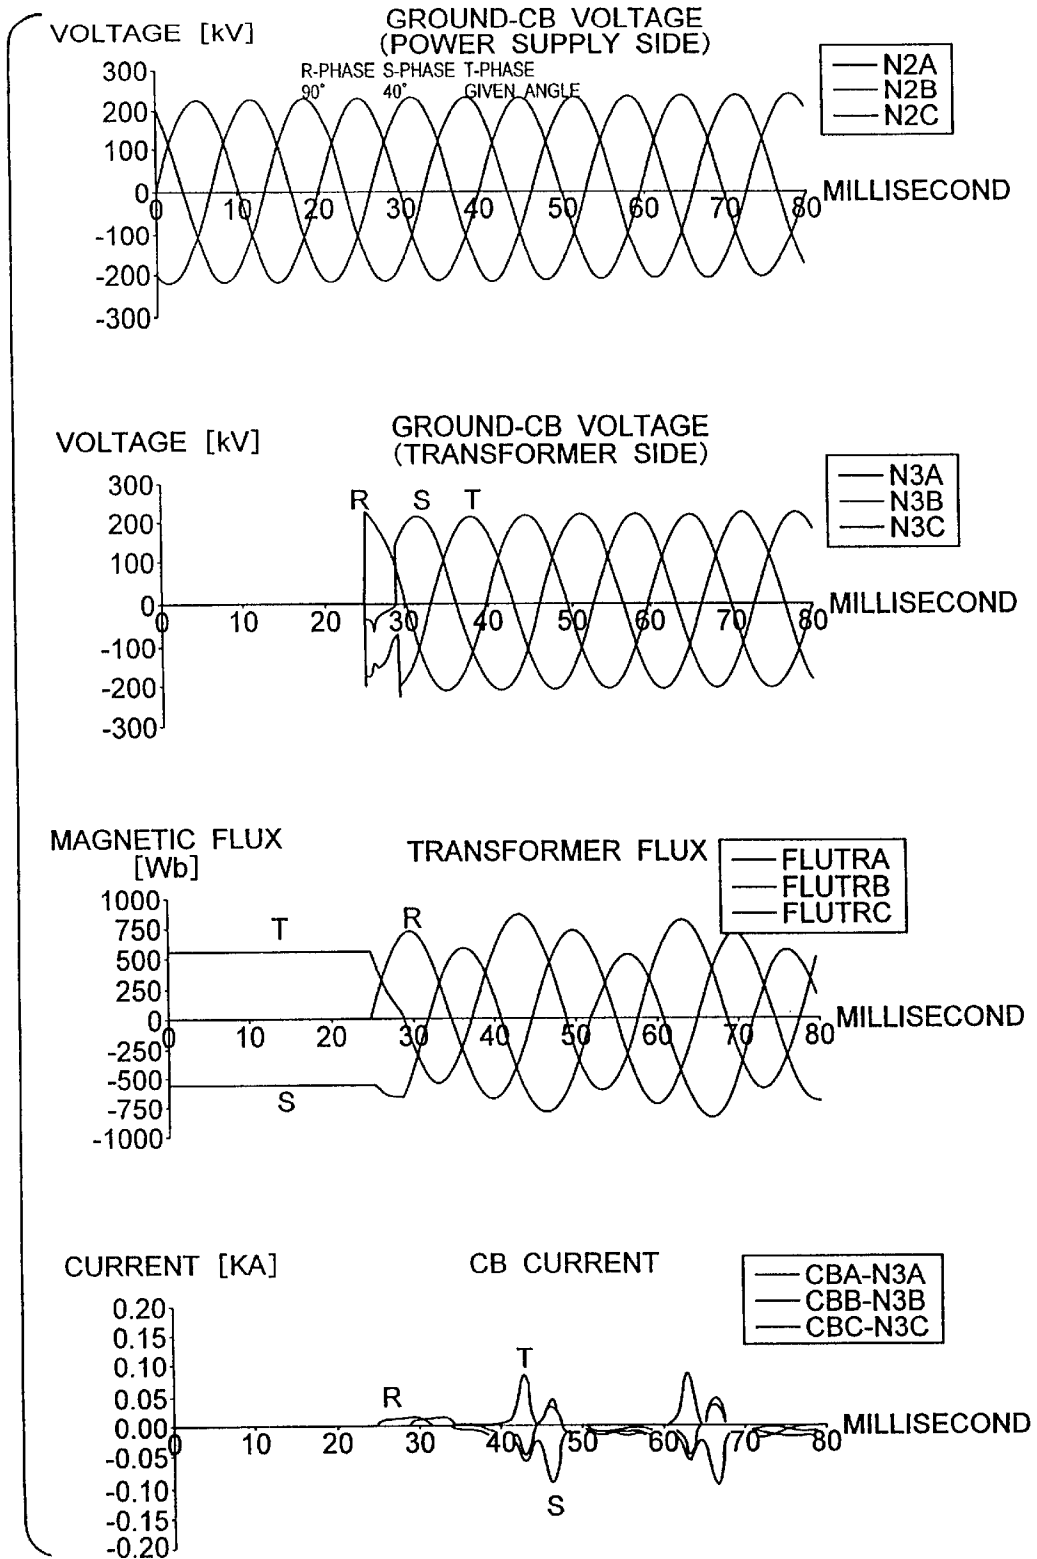 GROUND-CB VOLTAGE
(POWER SUPPLY SIDE)
VOLTAGE [kV]
R-PHASE S-PHASE T-PHASE
90° 40° GIVEN ANGLE
N2A
N2B
N2C
300
200
100
0
-100
-200
-300
0 10 20 30 40 50 60 70 80
MILLISECOND
GROUND-CB VOLTAGE
(TRANSFORMER SIDE)
VOLTAGE [kV]
R S T
N3A
N3B
N3C
300
200
100
0
-100
-200
-300
10 20 30 40 50 60 70 80
MILLISECOND
MAGNETIC FLUX
[Wb]
TRANSFORMER FLUX
FLUTRA
FLUTRB
FLUTRC
T
R
S
1000
750
500
250
0
-250
-500
-750
-1000
0 10 20 30 40 50 60 70 80
MILLISECOND
CURRENT [KA]
CB CURRENT
CBA-N3A
CBB-N3B
CBC-N3C
T
R
S
0.20
0.15
0.10
0.05
0.00
-0.05
-0.10
-0.15
-0.20
0 10 20 30 40 50 60 70 80
MILLISECOND